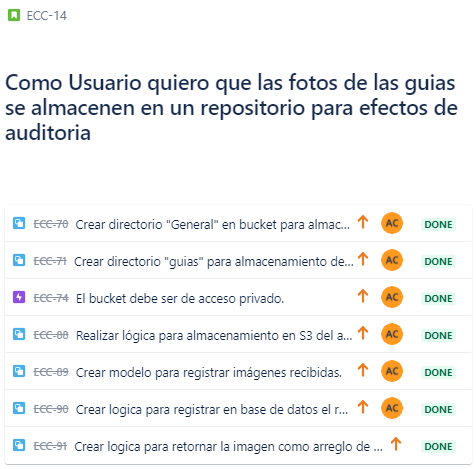 ECC-14
Como Usuario quiero que las fotos de las guias
se almacenen en un repositorio para efectos de
auditoria
ECC-70 Crear directorio "General" en bucket para almac... AC DONE
ECC-71 Crear directorio "guias" para almacenamiento de... AC DONE
ECC-74 El bucket debe ser de acceso privado. AC DONE
ECC-88 Realizar lógica para almacenamiento en S3 del a... AC DONE
ECC-89 Crear modelo para registrar imágenes recibidas. AC DONE
ECC-90 Crear logica para registrar en base de datos el r... AC DONE
ECC-91 Crear logica para retornar la imagen como arreglo de ... DONE